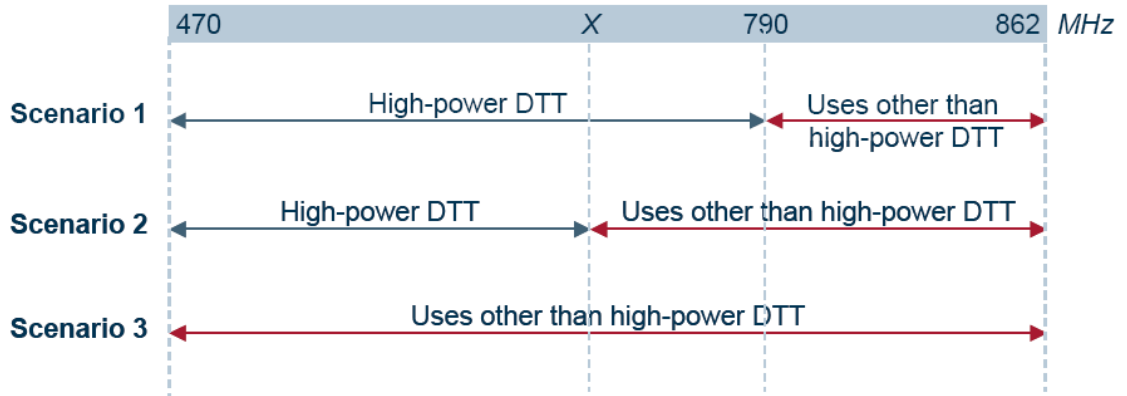 470 X 790 862 MHz
Scenario 1 High-power DTT Uses other than
high-power DTT
Scenario 2 High-power DTT Uses other than high-power DTT
Scenario 3 Uses other than high-power DTT